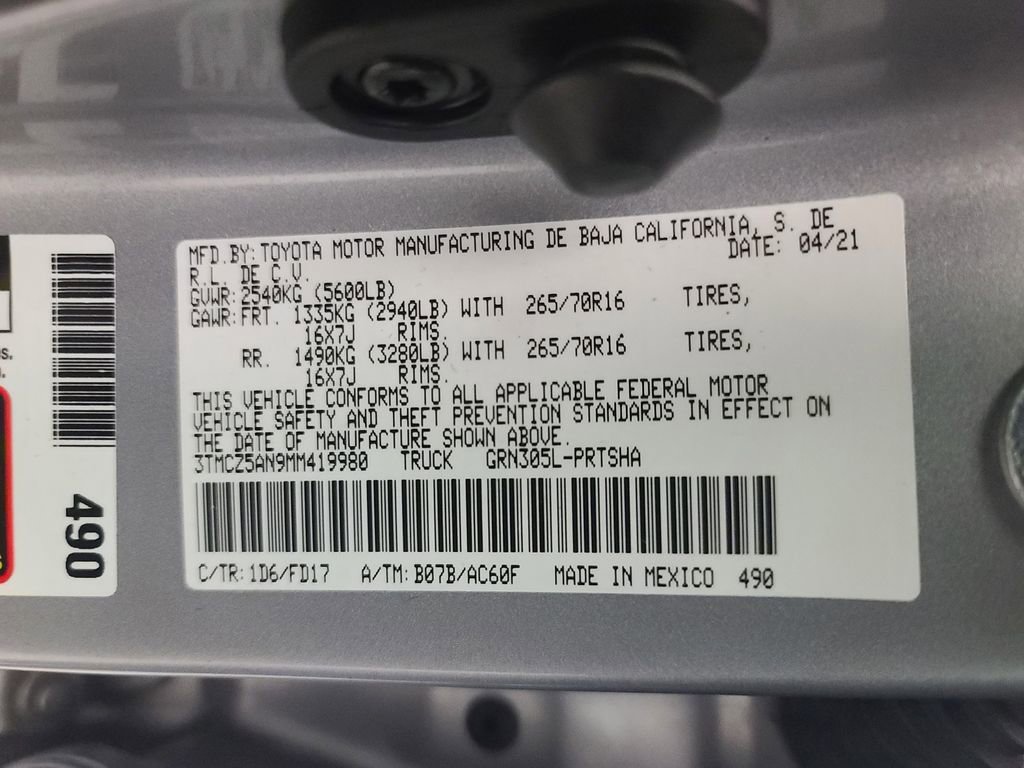 MFD.BY: TOYOTA MOTOR MANUFACTURING DE BAJA CALIFORNIA, S. DE
R.L. DE C.V. DATE: 04/21
GVWR: 2540KG (5600LB)
GAWR: FRT. 1335KG (2940LB) WITH 265/70R16 TIRES,
16X7J RIMS.
RR. 1490KG (3280LB) WITH 265/70R16 TIRES,
16X7J RIMS.
THIS VEHICLE CONFORMS TO ALL APPLICABLE FEDERAL MOTOR
VEHICLE SAFETY AND THEFT PREVENTION STANDARDS IN EFFECT ON
THE DATE OF MANUFACTURE SHOWN ABOVE.
3TMCZ5AN9MM419980 TRUCK GRN305L-PRTSHA
C/TR: 1D6/FD17 A/TM: B07B/AC60F MADE IN MEXICO 490
490